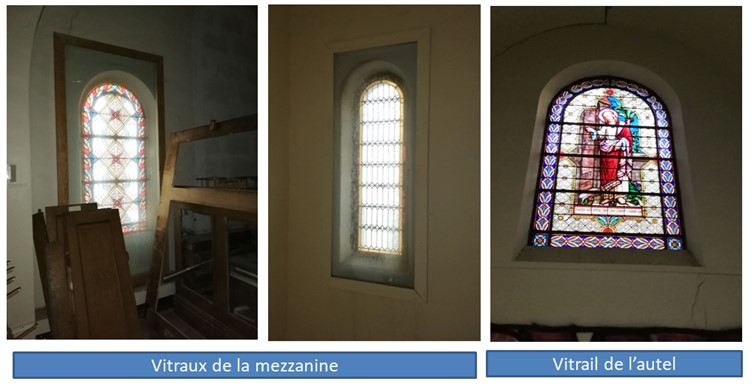 Vitraux de la mezzanine
Vitrail de l’autel